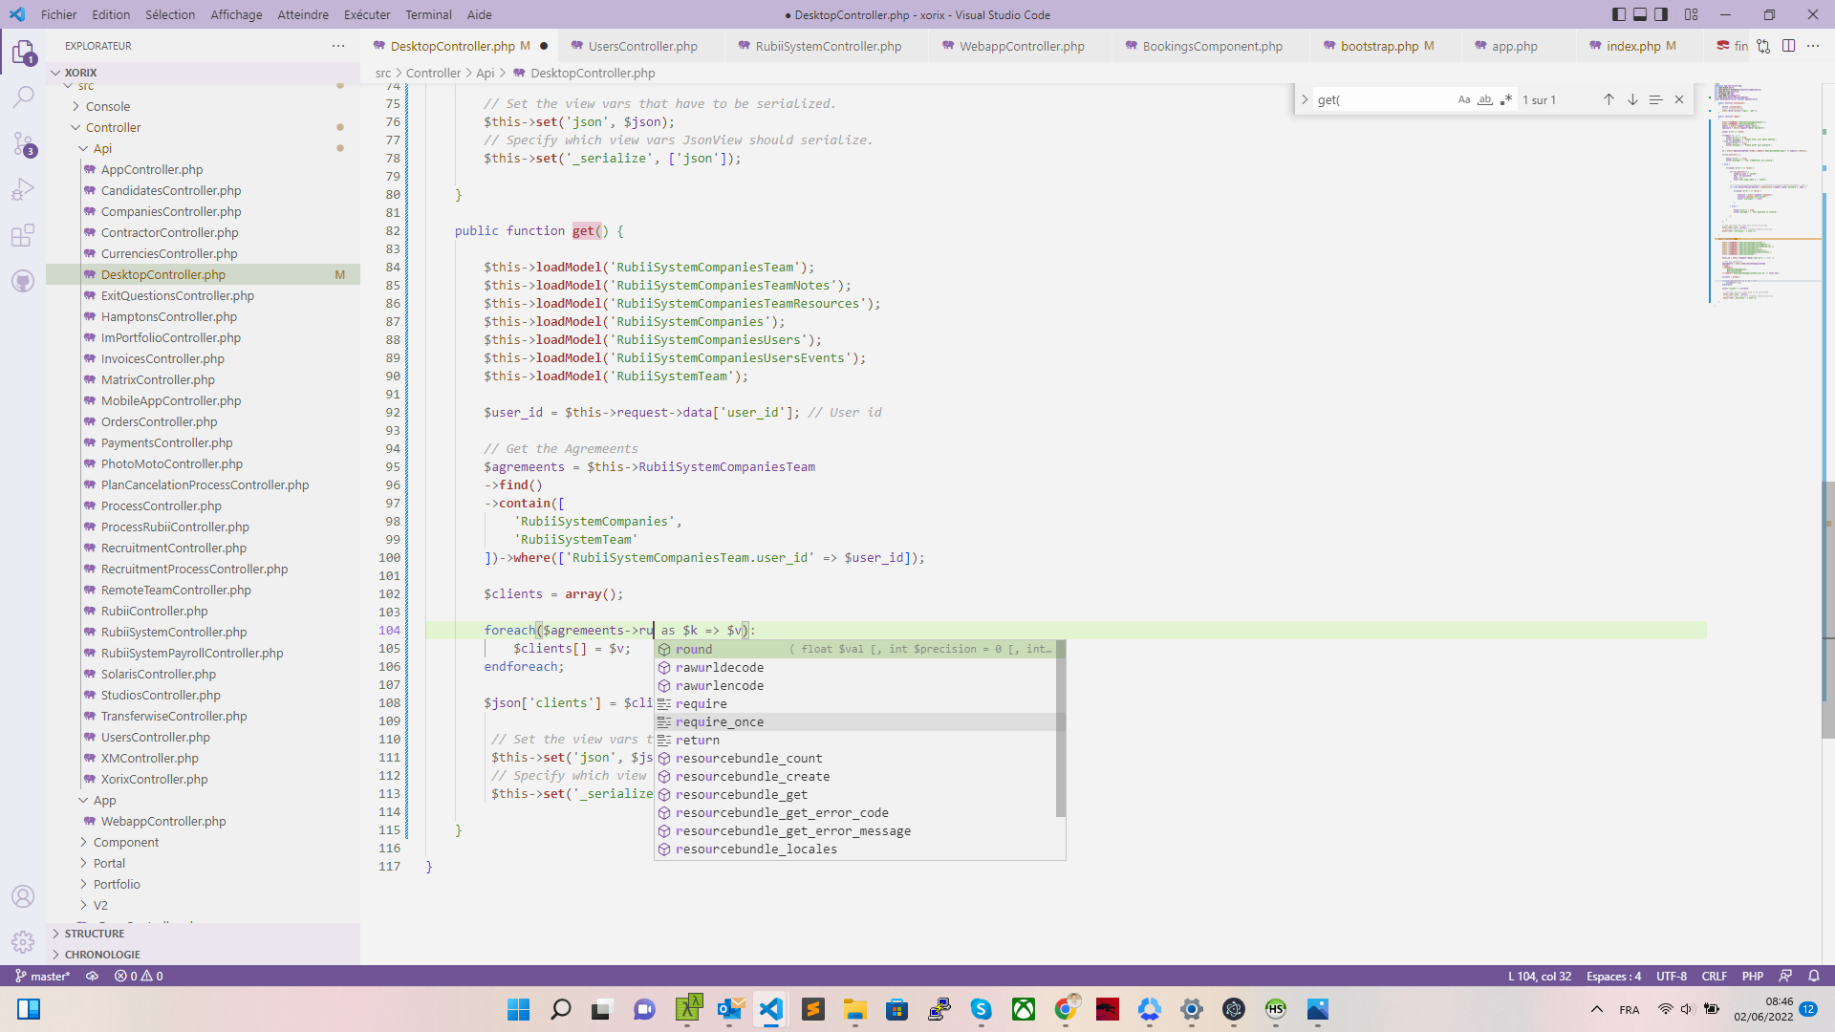 Fichier Edition Sélection Affichage Atteindre Exécuter Terminal Aide
● DesktopController.php - xorix - Visual Studio Code
EXPLORATEUR
XORIX
src
Console
Controller
Api
AppController.php
CandidatesController.php
CompaniesController.php
ContractorController.php
CurrenciesController.php
DesktopController.php M
ExitQuestionsController.php
HamptonsController.php
ImPortfolioController.php
InvoicesController.php
MatrixController.php
MobileAppController.php
OrdersController.php
PaymentsController.php
PhotoMotoController.php
PlanCancelationProcessController.php
ProcessController.php
ProcessRubiiController.php
RecruitmentController.php
RecruitmentProcessController.php
RemoteTeamController.php
RubiiController.php
RubiiSystemController.php
RubiiSystemPayrollController.php
SolarisController.php
StudiosController.php
TransferwiseController.php
UsersController.php
XMController.php
XorixController.php
App
WebappController.php
Component
Portal
Portfolio
V2
STRUCTURE
CHRONOLOGIE
DesktopController.php M ● UsersController.php RubiiSystemController.php WebappController.php BookingsComponent.php bootstrap.php M app.php index.php M fin
src > Controller > Api > DesktopController.php
get( Aa ab 1 sur 1
74
75 // Set the view vars that have to be serialized.
76 $this->set('json', $json);
77 // Specify which view vars JsonView should serialize.
78 $this->set('_serialize', ['json']);
79
80 }
81
82 public function get() {
83
84 $this->loadModel('RubiiSystemCompaniesTeam');
85 $this->loadModel('RubiiSystemCompaniesTeamNotes');
86 $this->loadModel('RubiiSystemCompaniesTeamResources');
87 $this->loadModel('RubiiSystemCompanies');
88 $this->loadModel('RubiiSystemCompaniesUsers');
89 $this->loadModel('RubiiSystemCompaniesUsersEvents');
90 $this->loadModel('RubiiSystemTeam');
91
92 $user_id = $this->request->data['user_id']; // User id
93
94 // Get the Agremeents
95 $agremeents = $this->RubiiSystemCompaniesTeam
96 ->find()
97 ->contain([
98 'RubiiSystemCompanies',
99 'RubiiSystemTeam'
100 ])->where(['RubiiSystemCompaniesTeam.user_id' => $user_id]);
101
102 $clients = array();
103
104 foreach($agremeents->ru as $k => $v):
105 $clients[] = $v;
106 endforeach;
107
108 $json['clients'] = $cli
109
110 // Set the view vars t
111 $this->set('json', $js
112 // Specify which view
113 $this->set('_serialize
114
115 }
116
117 }
round ( float $val [, int $precision = 0 [, int...
rawurldecode
rawurlencode
require
require_once
return
resourcebundle_count
resourcebundle_create
resourcebundle_get
resourcebundle_get_error_code
resourcebundle_get_error_message
resourcebundle_locales
master* 0 0
L 104, col 32 Espaces : 4 UTF-8 CRLF PHP
FRA 08:46
02/06/2022 12